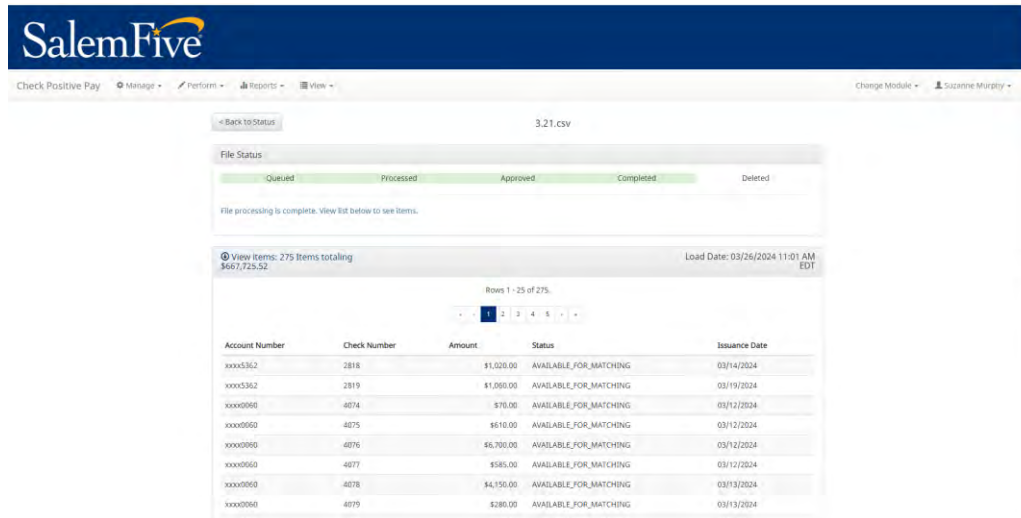 SalemFive
Check Positive Pay Manage Perform Reports View Change Module Suzanne Murphy
< Back to Status 3.21.csv
File Status
Queued Processed Approved Completed Deleted
File processing is complete. View list below to see items.
View items: 275 Items totaling $667,725.52 Load Date: 03/26/2024 11:01 AM EDT
Rows 1 - 25 of 275.
« ‹ 1 2 3 4 5 › »
Account Number Check Number Amount Status Issuance Date
xxxx5362 2818 $1,020.00 AVAILABLE_FOR_MATCHING 03/14/2024
xxxx5362 2819 $1,060.00 AVAILABLE_FOR_MATCHING 03/19/2024
xxxx0060 4074 $70.00 AVAILABLE_FOR_MATCHING 03/12/2024
xxxx0060 4075 $610.00 AVAILABLE_FOR_MATCHING 03/12/2024
xxxx0060 4076 $6,700.00 AVAILABLE_FOR_MATCHING 03/12/2024
xxxx0060 4077 $585.00 AVAILABLE_FOR_MATCHING 03/12/2024
xxxx0060 4078 $4,150.00 AVAILABLE_FOR_MATCHING 03/13/2024
xxxx0060 4079 $280.00 AVAILABLE_FOR_MATCHING 03/13/2024